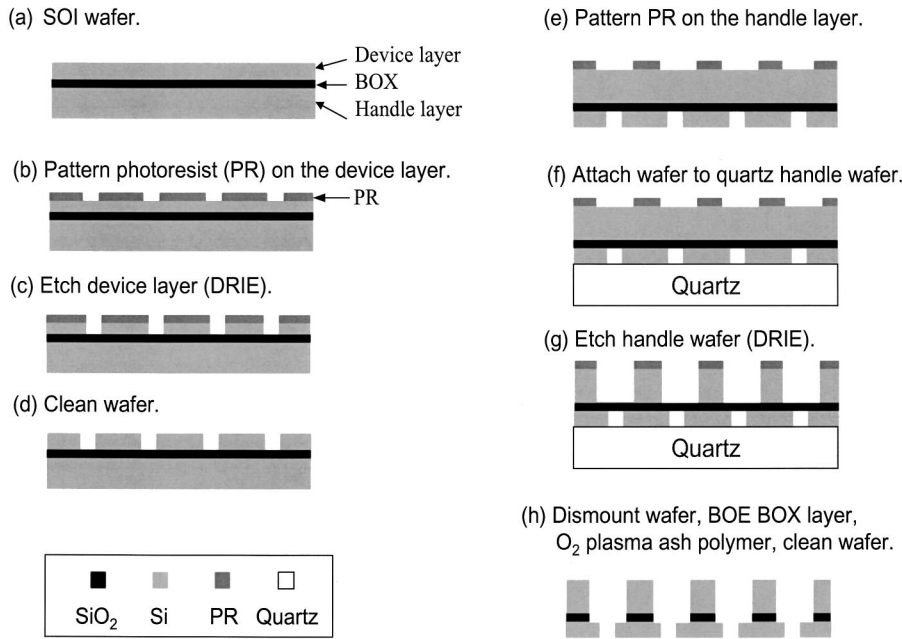 (a) SOI wafer.
Device layer
BOX
Handle layer
(b) Pattern photoresist (PR) on the device layer.
PR
(c) Etch device layer (DRIE).
(d) Clean wafer.
SiO₂ Si PR Quartz
(e) Pattern PR on the handle layer.
(f) Attach wafer to quartz handle wafer.
Quartz
(g) Etch handle wafer (DRIE).
Quartz
(h) Dismount wafer, BOE BOX layer,
O₂ plasma ash polymer, clean wafer.